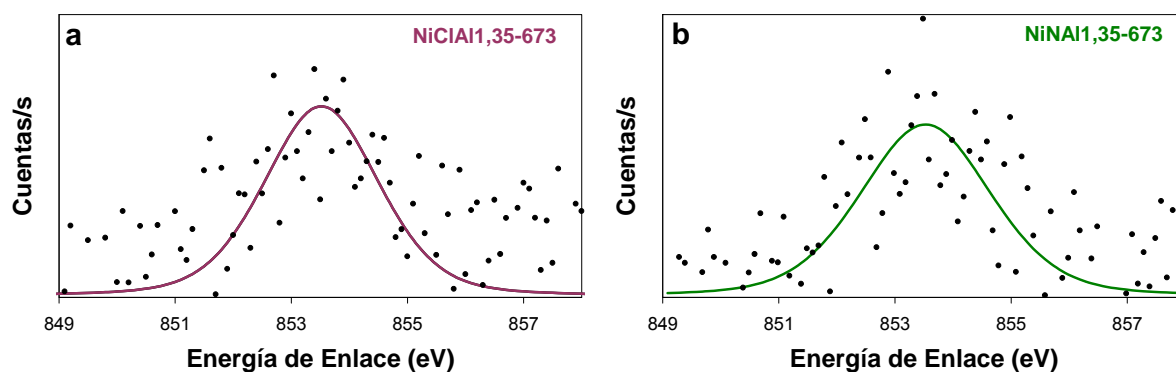 a
NiClAl1,35-673
Cuentas/s
849 851 853 855 857
Energía de Enlace (eV)
b
NiNAl1,35-673
Cuentas/s
849 851 853 855 857
Energía de Enlace (eV)